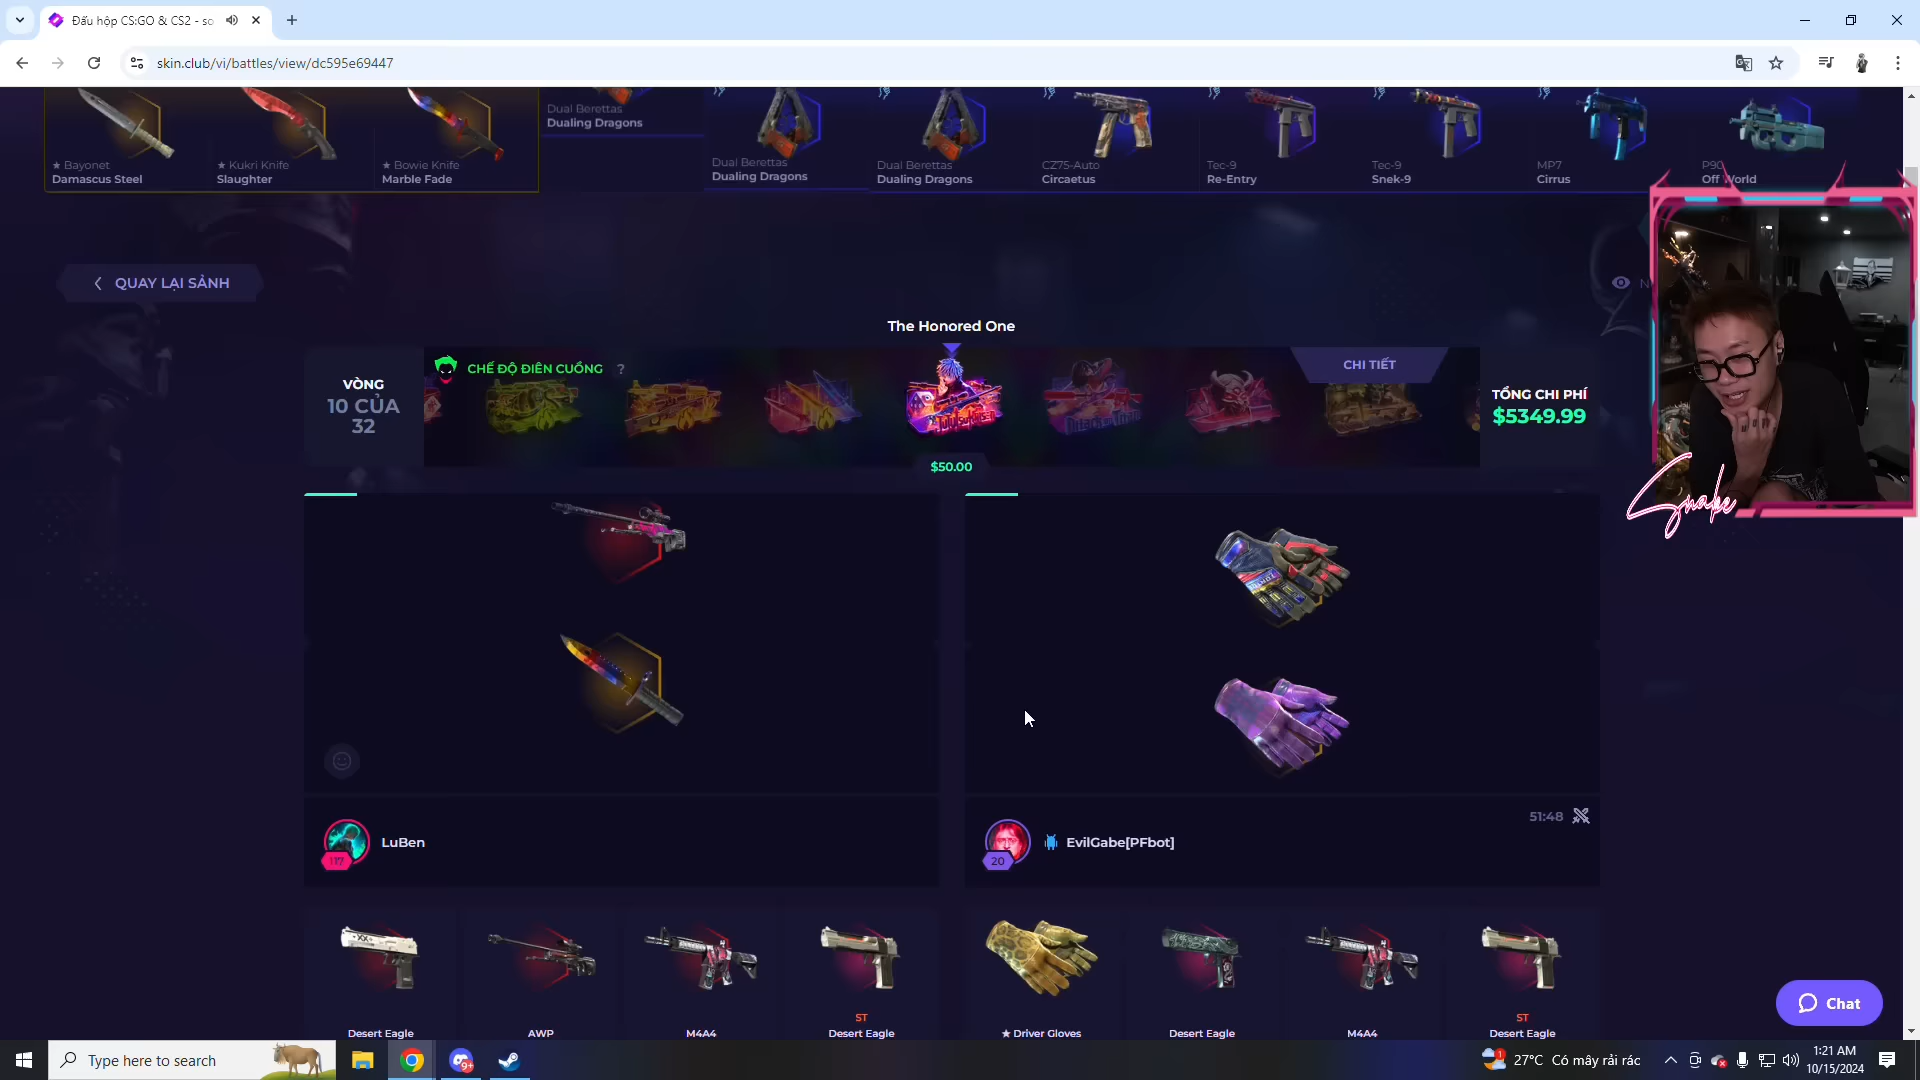 Đấu hộp CS:GO & CS2 - so
skin.club/vi/battles/view/dc595e69447
★ Bayonet
Damascus Steel
★ Kukri Knife
Slaughter
★ Bowie Knife
Marble Fade
Dual Berettas
Dualing Dragons
Dual Berettas
Dualing Dragons
Dual Berettas
Dualing Dragons
CZ75-Auto
Circaetus
Tec-9
Re-Entry
Tec-9
Snek-9
MP7
Cirrus
P90
Off World
QUAY LẠI SẢNH
The Honored One
VÒNG
10 CỦA
32
CHẾ ĐỘ ĐIÊN CUỒNG ?
CHI TIẾT
TỔNG CHI PHÍ
$5349.99
$50.00
Snake
117
LuBen
20
EvilGabe[PFbot]
51:48
Desert Eagle
AWP
M4A4
ST
Desert Eagle
★ Driver Gloves
Desert Eagle
M4A4
ST
Desert Eagle
Chat
Type here to search
9+
1
27°C Có mây rải rác
1:21 AM
10/15/2024